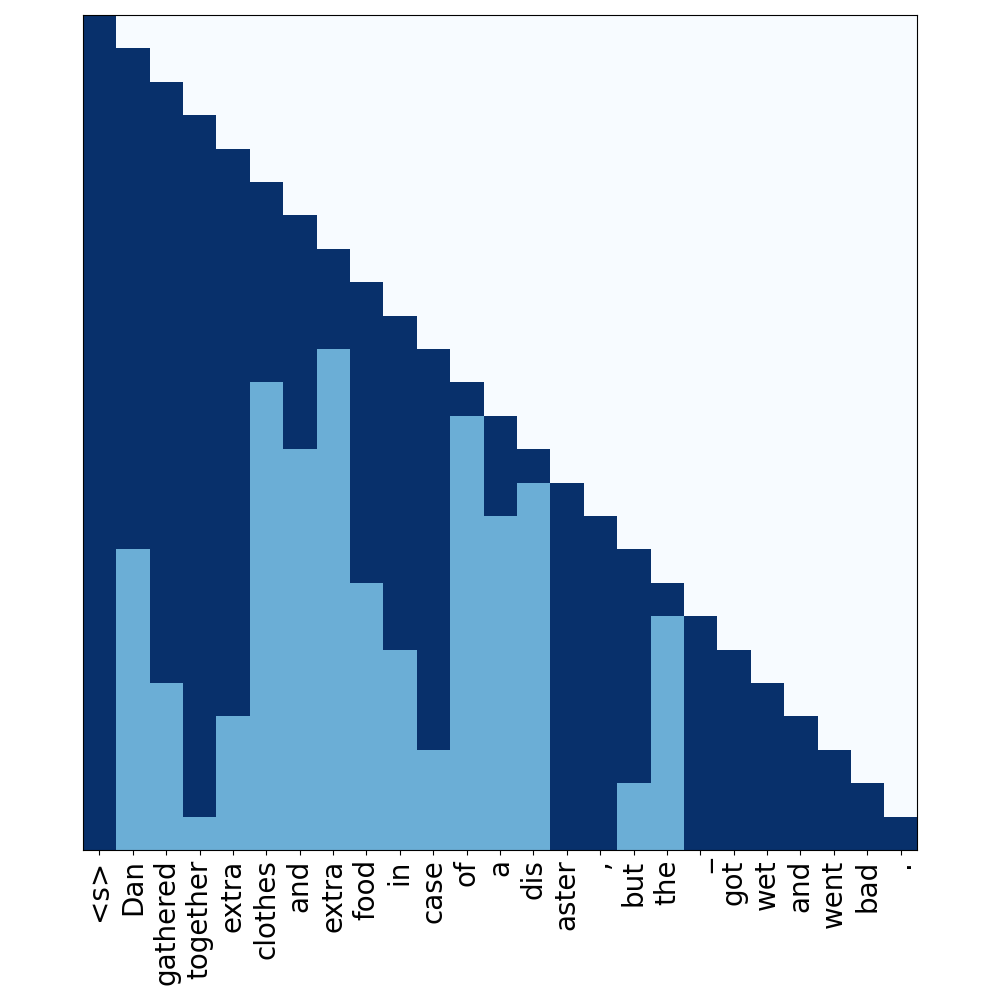 <s>
Dan
gathered
together
extra
clothes
and
extra
food
in
case
of
a
dis
aster
,
but
the
_
got
wet
and
went
bad
.